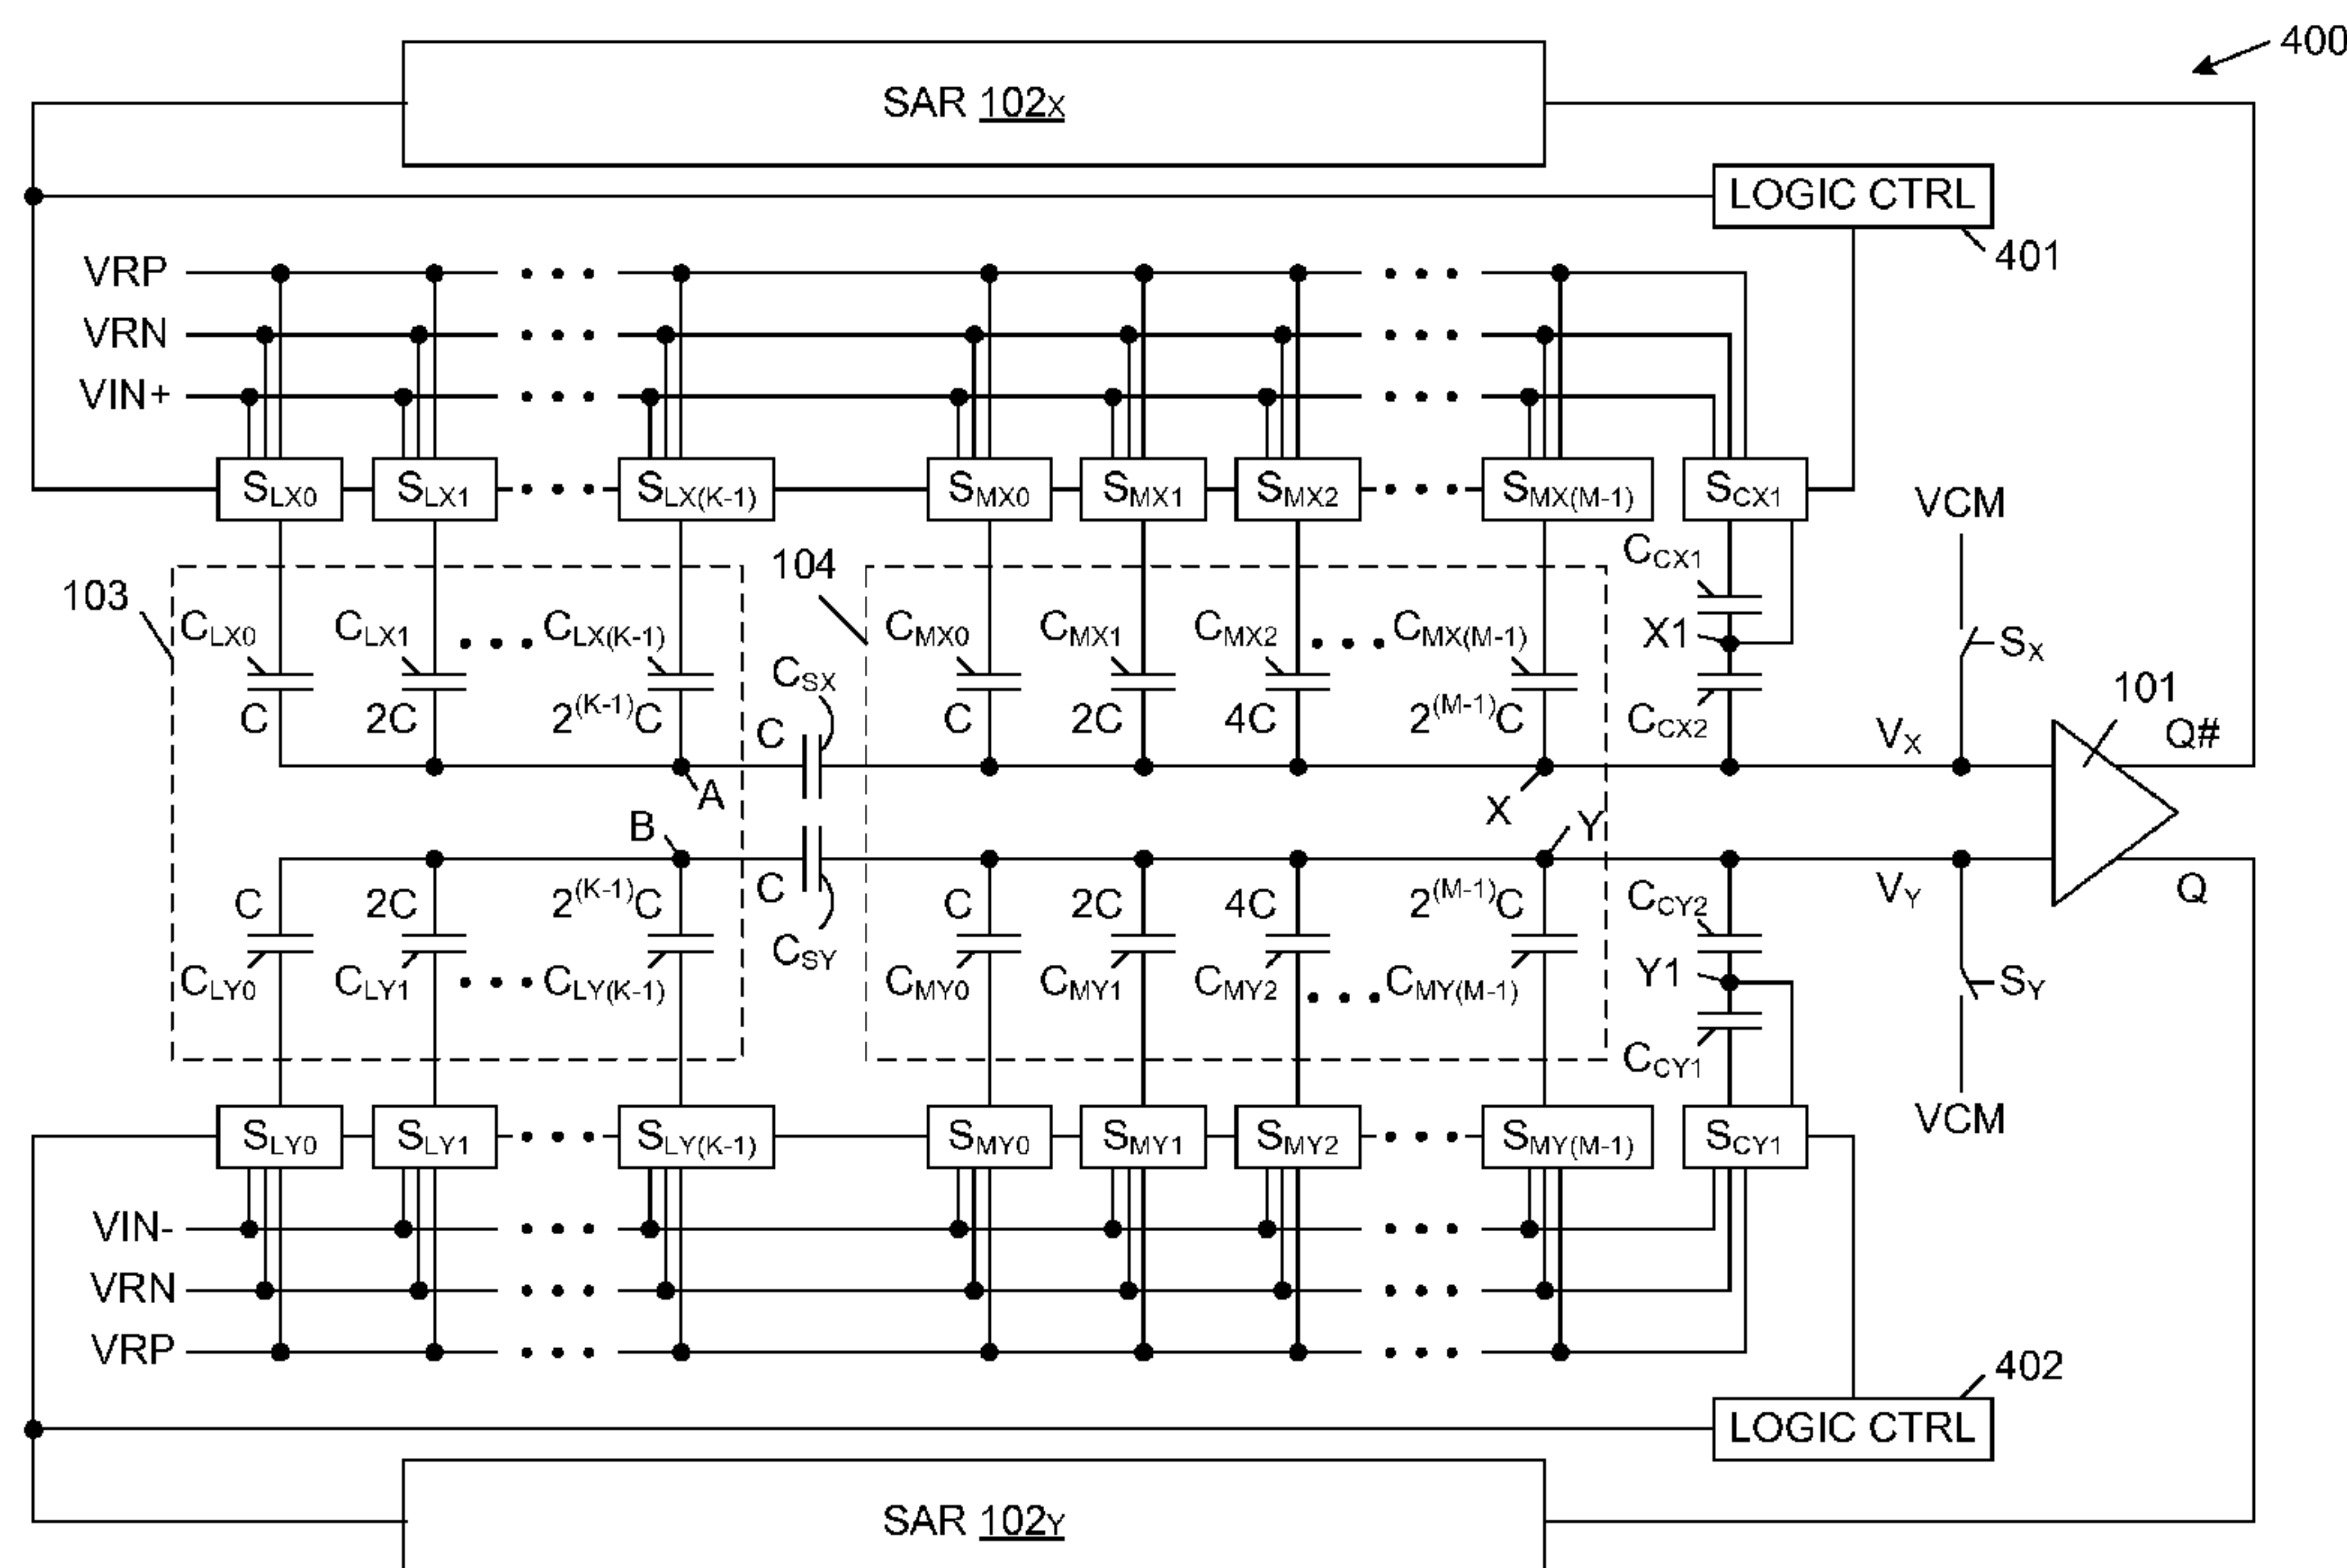 400
SAR 102X
LOGIC CTRL
401
VRP
VRN
VIN+
SLX0 SLX1 SLX(K-1) SMX0 SMX1 SMX2 SMX(M-1) SCX1
VCM
103
104
CCX1
CLX0 CLX1 CLX(K-1) CMX0 CMX1 CMX2 CMX(M-1)
X1
SX
CSX
101
C 2C 2(K-1)C C C 2C 4C 2(M-1)C
CCX2
VX
Q#
A
X
B
Y
C 2C 2(K-1)C C C 2C 4C 2(M-1)C
CCY2
VY
Q
CSY
CLY0 CLY1 CLY(K-1) CMY0 CMY1 CMY2 CMY(M-1)
Y1
SY
CCY1
SLY0 SLY1 SLY(K-1) SMY0 SMY1 SMY2 SMY(M-1) SCY1
VCM
VIN-
VRN
VRP
402
LOGIC CTRL
SAR 102Y